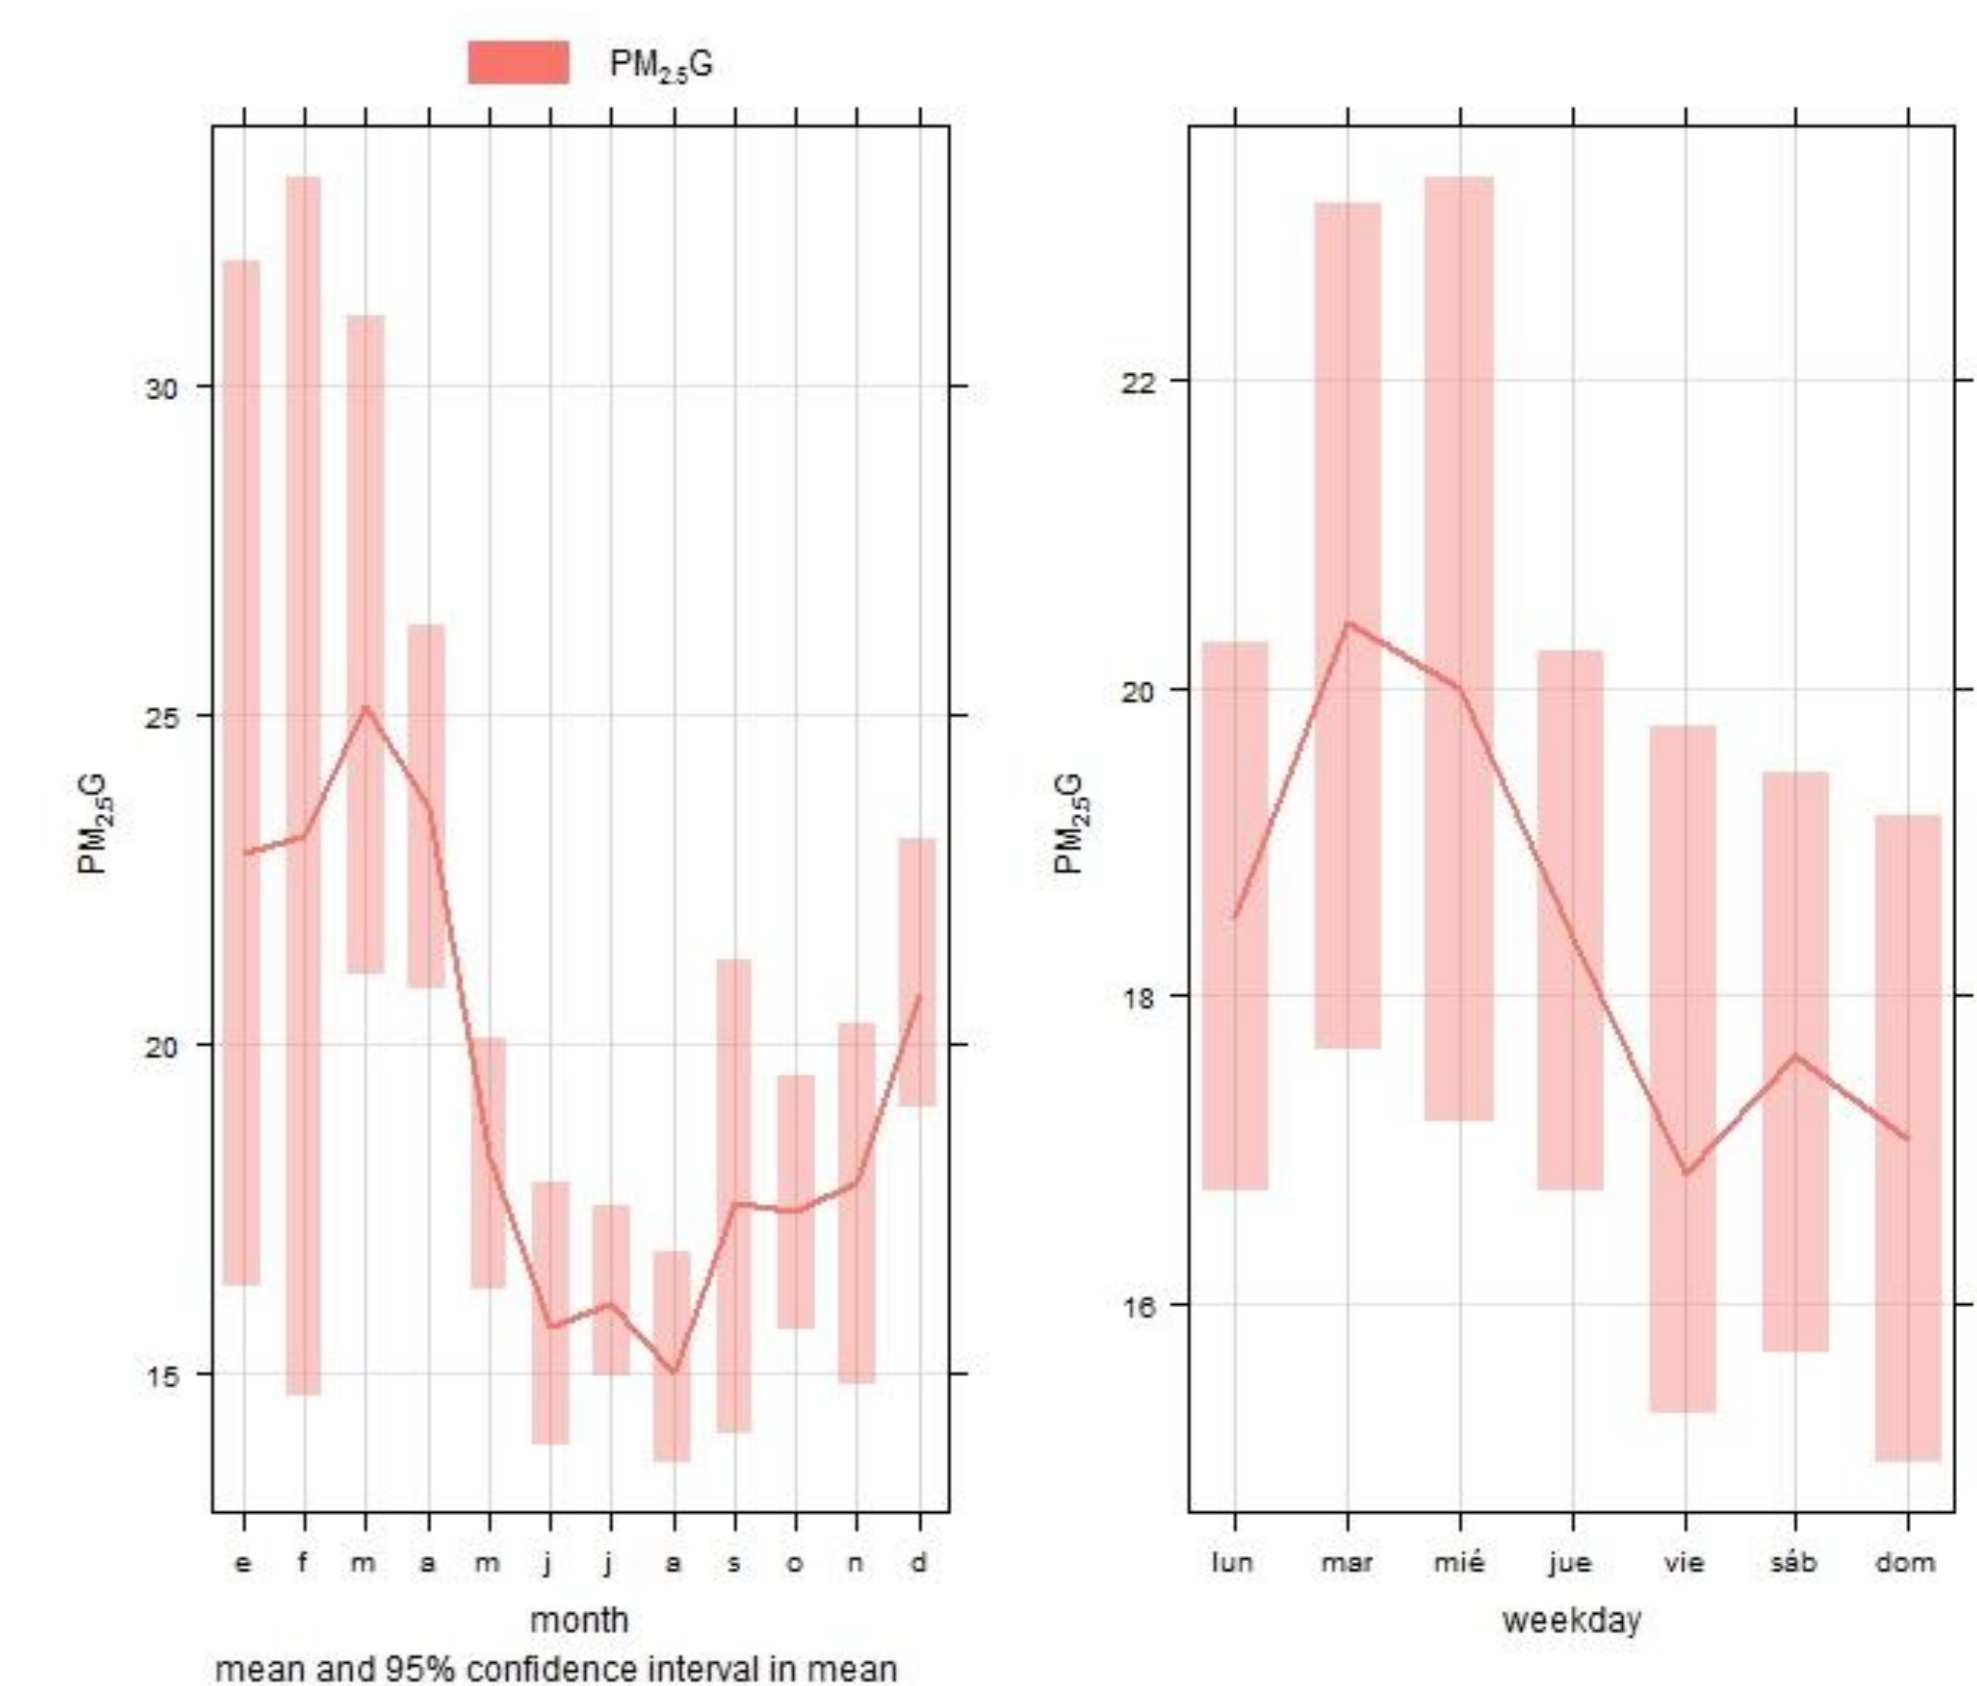 PM2.5G
30
25
20
15
PM2.5G
e f m a m j j a s o n d
month
mean and 95% confidence interval in mean
22
20
18
16
PM2.5G
lun mar mié jue vie sáb dom
weekday